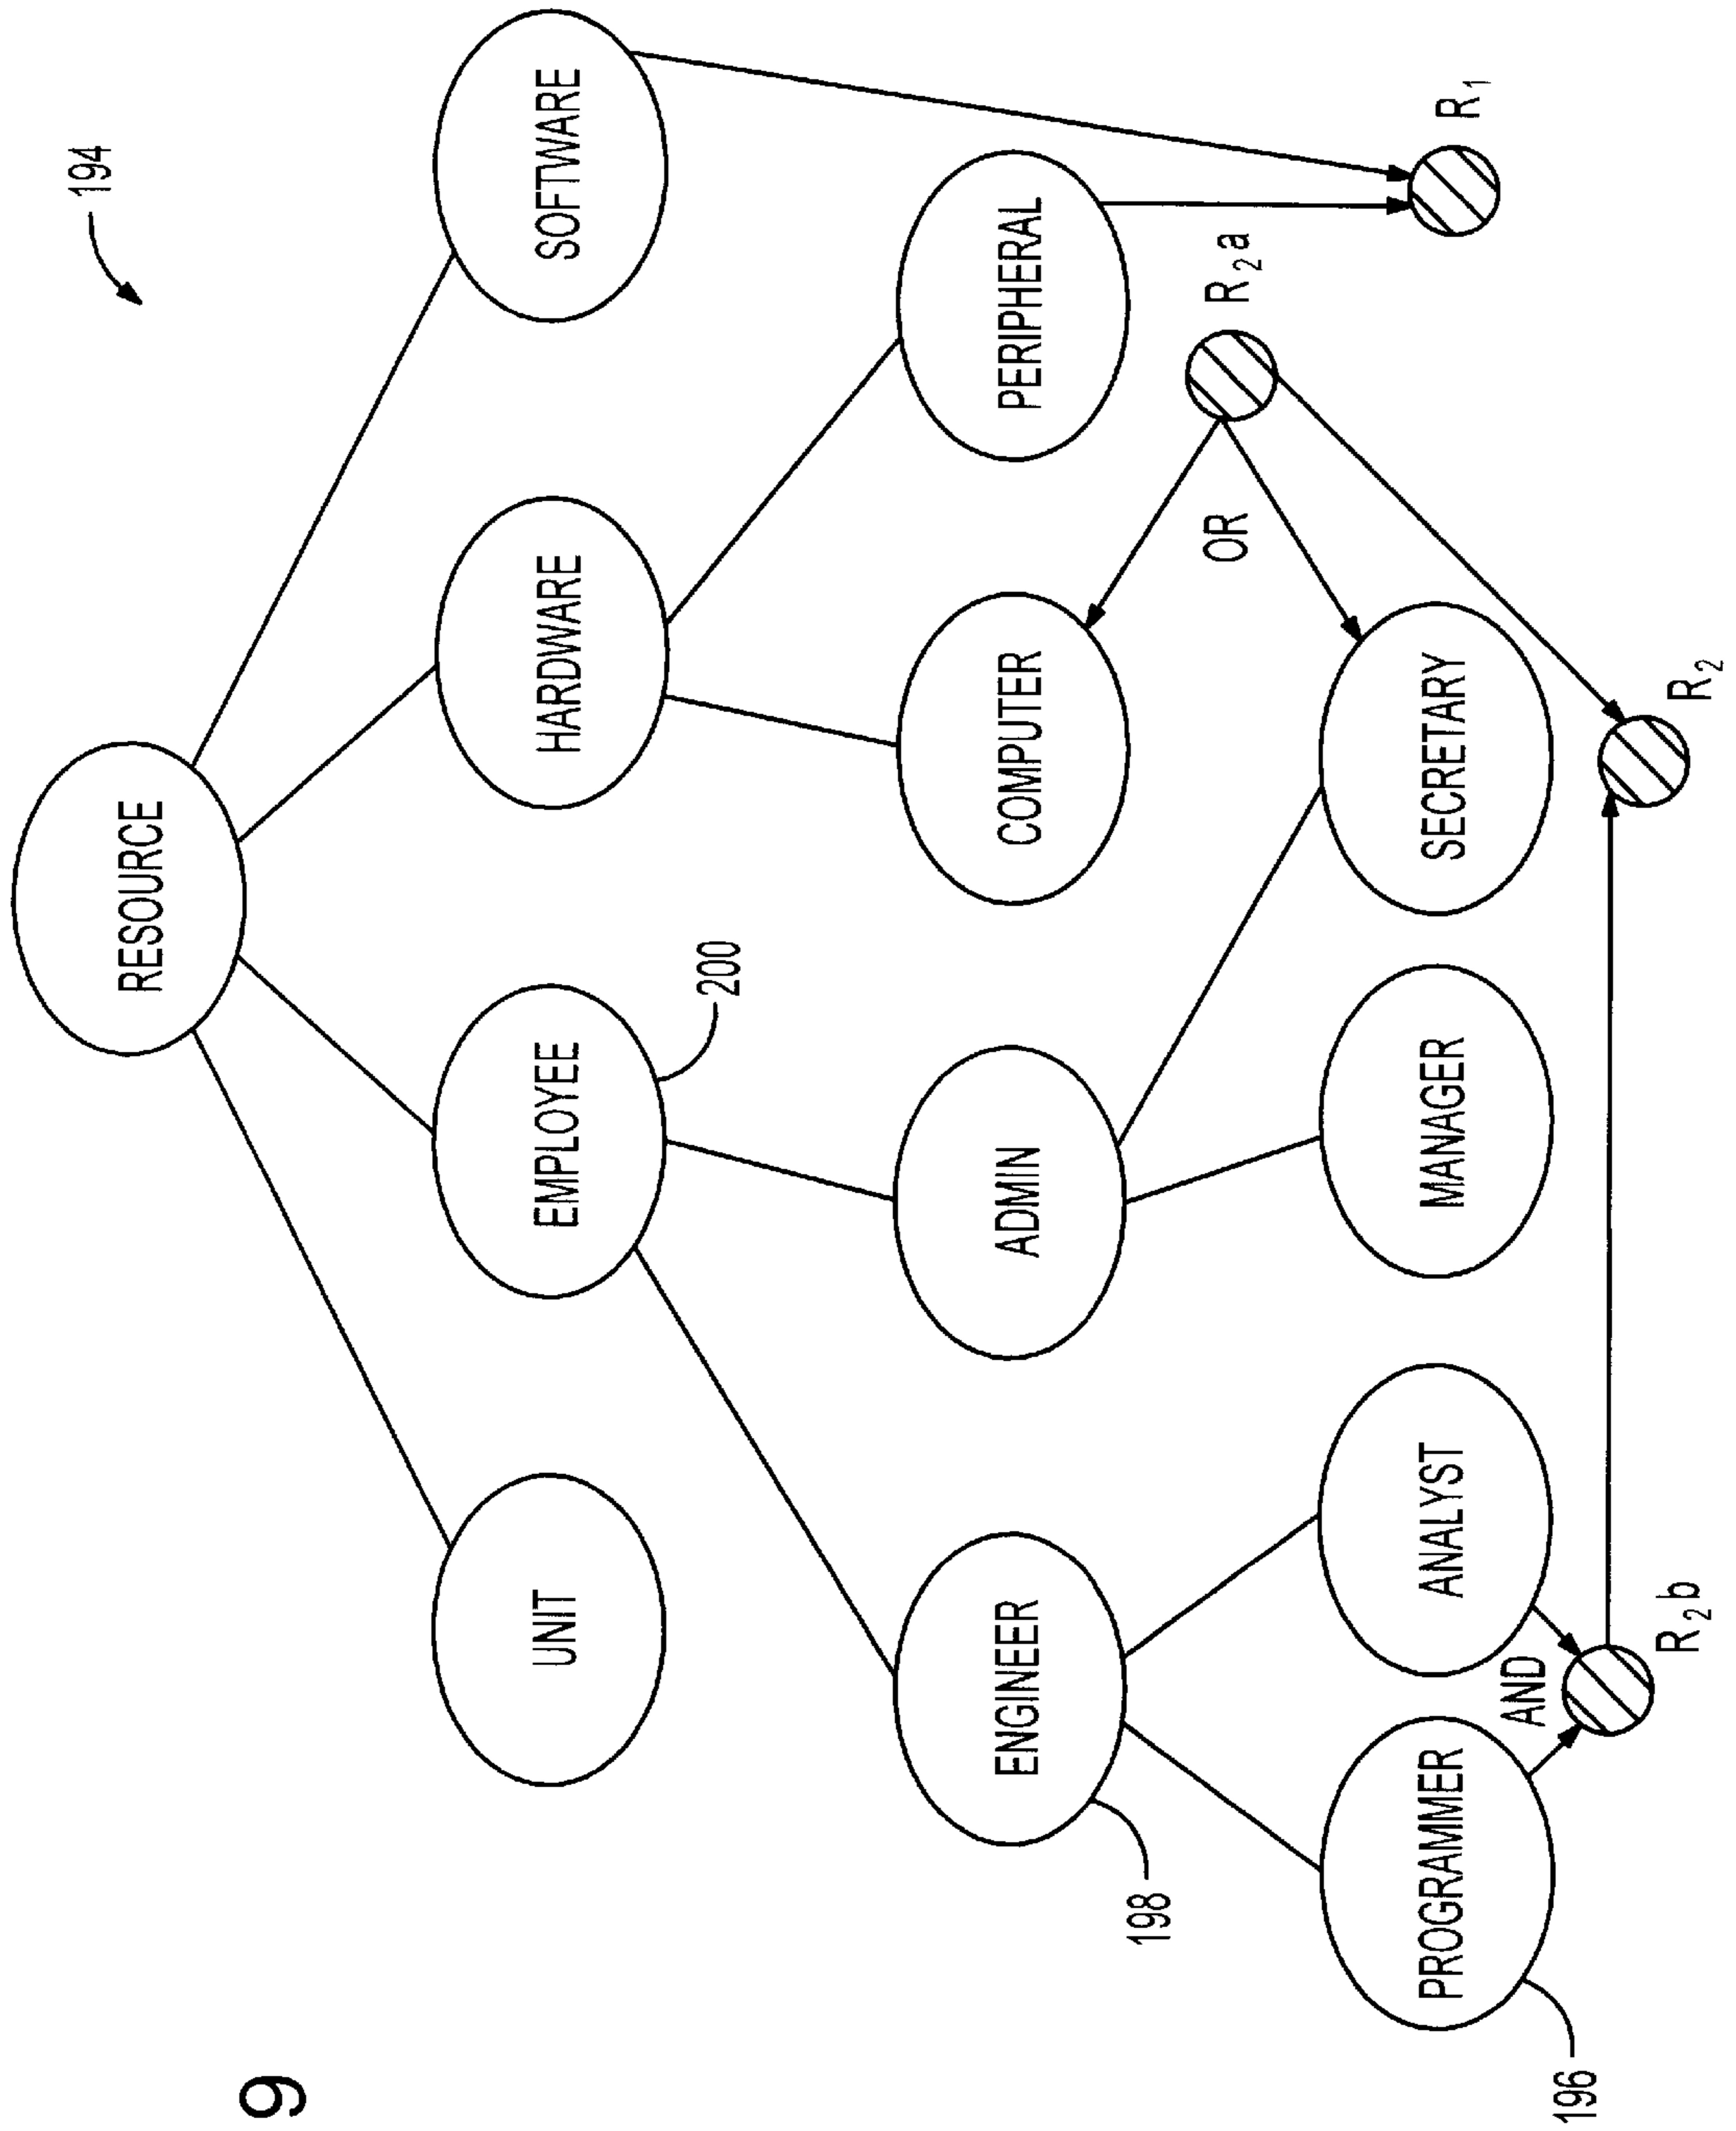 194
RESOURCE
UNIT
EMPLOYEE
HARDWARE
SOFTWARE
200
ENGINEER
ADMIN
COMPUTER
PERIPHERAL
198
OR
R₂a
PROGRAMMER
ANALYST
MANAGER
SECRETARY
R₁
AND
196
R₂b
R₂
9